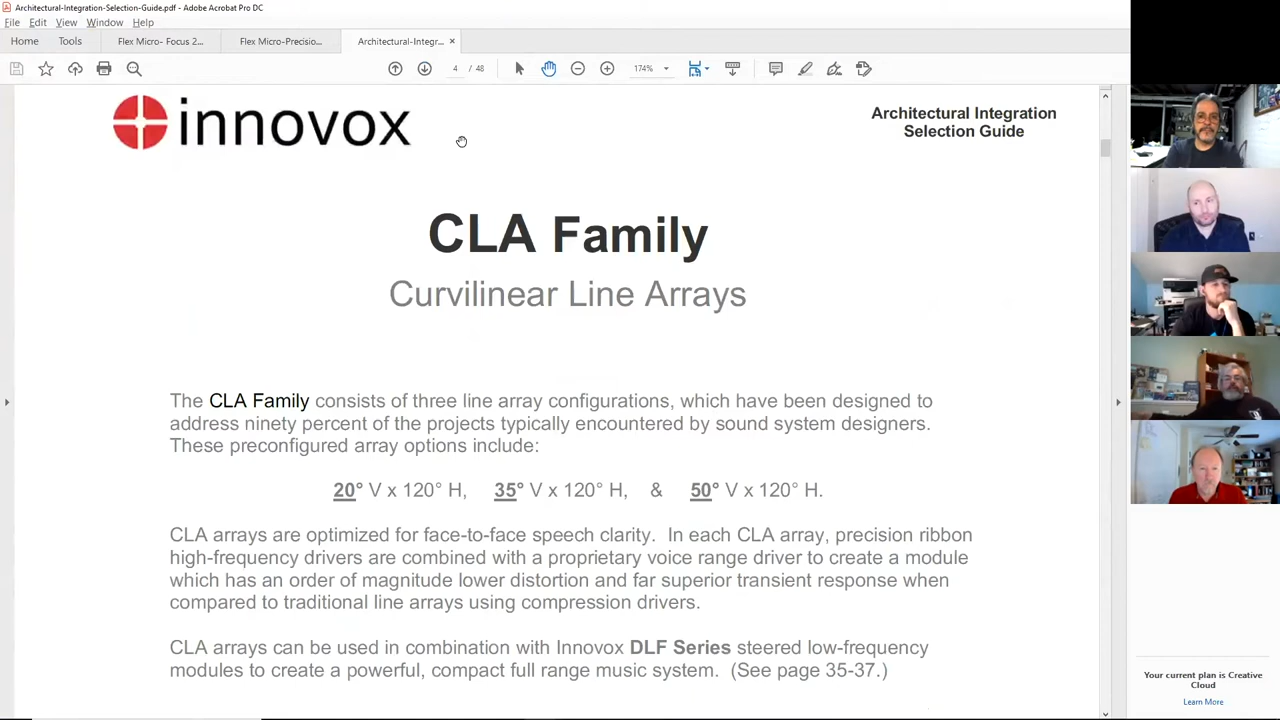 Architectural-Integration-Selection-Guide.pdf - Adobe Acrobat Pro DC
File Edit View Window Help
Home Tools Flex Micro- Focus 2... Flex Micro-Precisio... Architectural-Integr... ×
4 / 48 174%
innovox
Architectural Integration
Selection Guide
CLA Family
Curvilinear Line Arrays
The CLA Family consists of three line array configurations, which have been designed to
address ninety percent of the projects typically encountered by sound system designers.
These preconfigured array options include:
20° V x 120° H, 35° V x 120° H, & 50° V x 120° H.
CLA arrays are optimized for face-to-face speech clarity. In each CLA array, precision ribbon
high-frequency drivers are combined with a proprietary voice range driver to create a module
which has an order of magnitude lower distortion and far superior transient response when
compared to traditional line arrays using compression drivers.
CLA arrays can be used in combination with Innovox DLF Series steered low-frequency
modules to create a powerful, compact full range music system. (See page 35-37.)
Your current plan is Creative
Cloud
Learn More